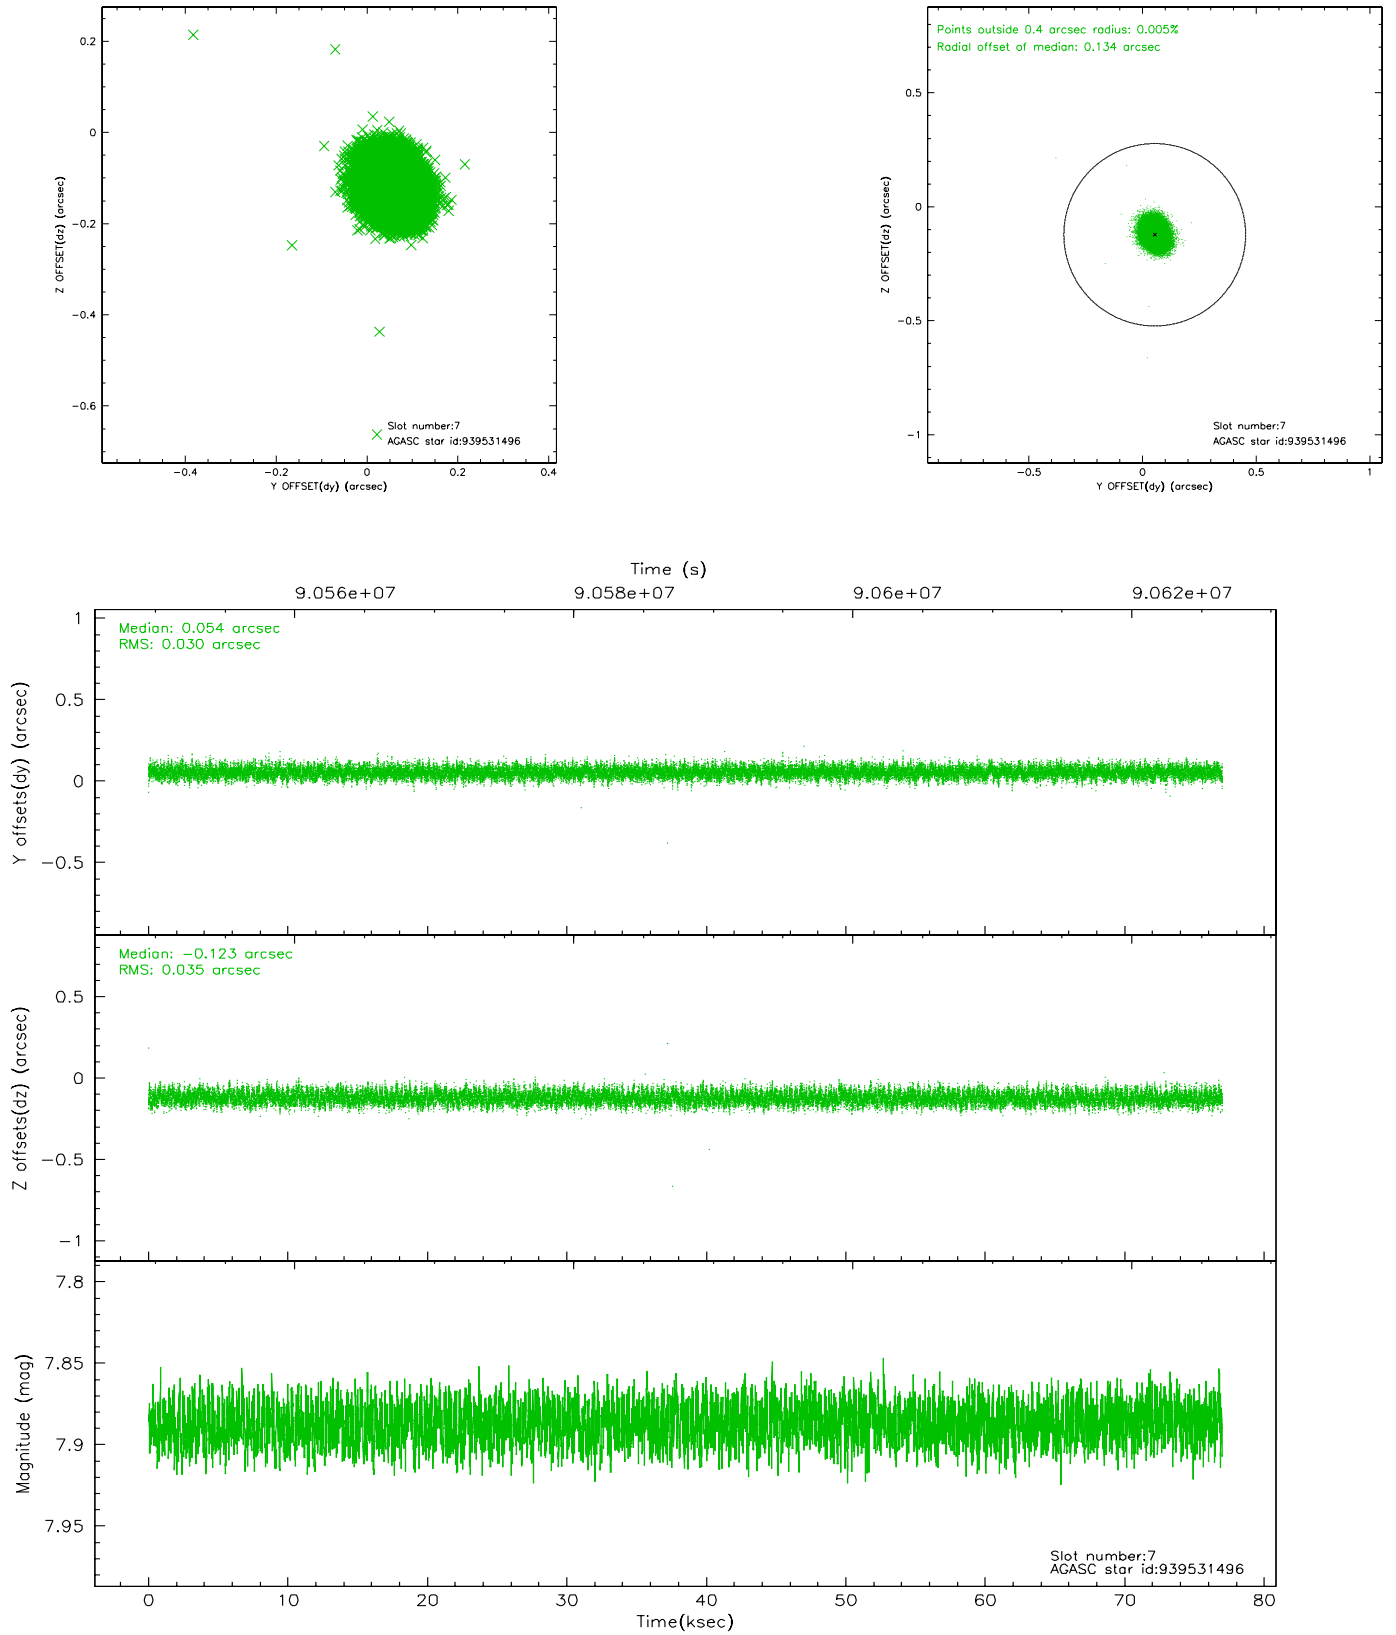 0.2
0
-0.2
-0.4
-0.6
Z OFFSET(dz) (arcsec)
Slot number:7
AGASC star id:939531496
-0.4 -0.2 0 0.2 0.4
Y OFFSET(dy) (arcsec)
Points outside 0.4 arcsec radius: 0.005%
Radial offset of median: 0.134 arcsec
0.5
0
-0.5
-1
Z OFFSET(dz) (arcsec)
Slot number:7
AGASC star id:939531496
-0.5 0 0.5 1
Y OFFSET(dy) (arcsec)
Time (s)
9.056e+07 9.058e+07 9.06e+07 9.062e+07
Median: 0.054 arcsec
RMS: 0.030 arcsec
1
0.5
0
-0.5
Y offsets(dy) (arcsec)
Median: -0.123 arcsec
RMS: 0.035 arcsec
0.5
0
-0.5
-1
Z offsets(dz) (arcsec)
7.8
7.85
7.9
7.95
Magnitude (mag)
Slot number:7
AGASC star id:939531496
0 10 20 30 40 50 60 70 80
Time(ksec)